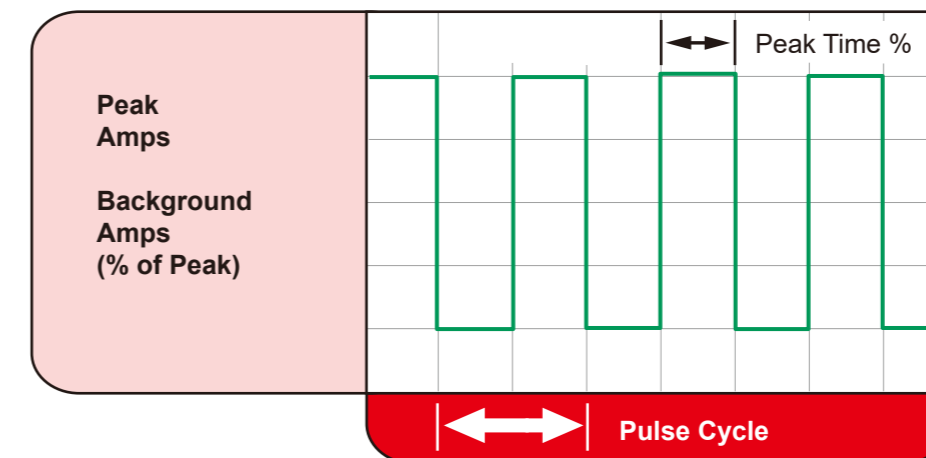 Peak Time %
Peak
Amps
Background
Amps
(% of Peak)
Pulse Cycle